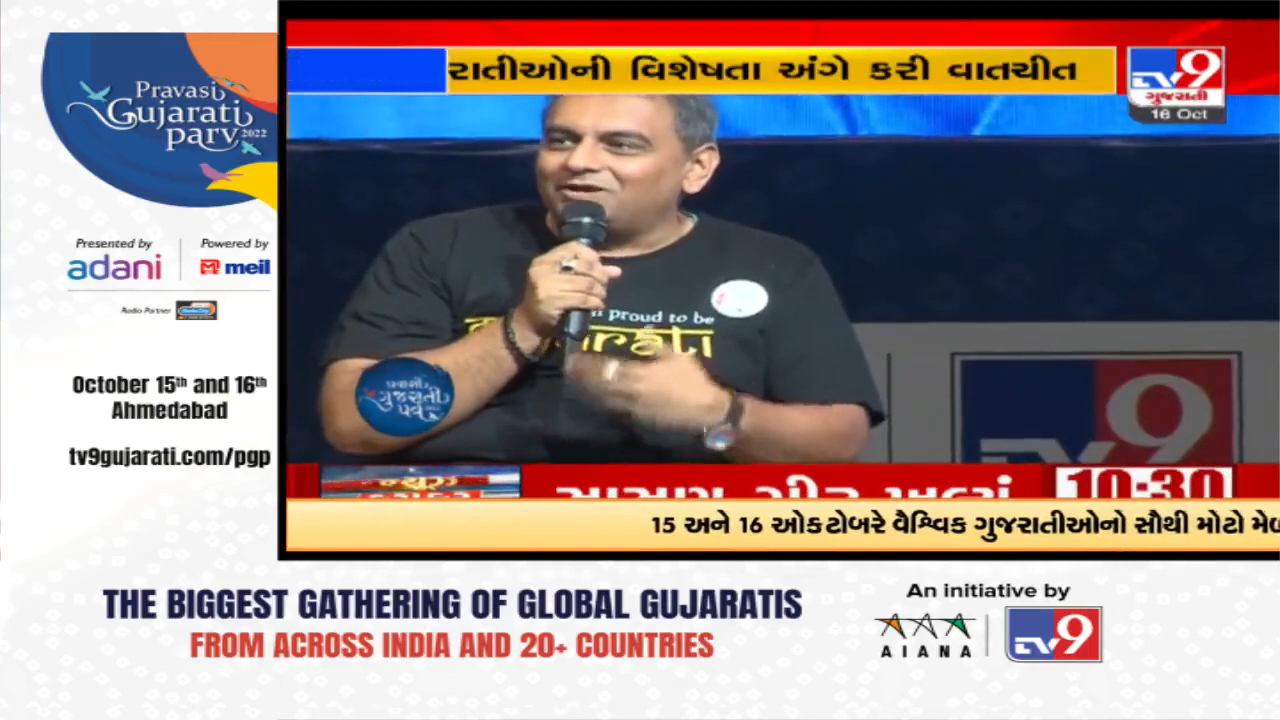 Pravasi
Gujarati
parv 2022
Presented by
adani
Powered by
meil
Radio Partner
October 15th and 16th
Ahmedabad
tv9gujarati.com/pgp
રાતીઓની વિશેષતા અંગે કરી વાતચીત
TV9
ગુજરાતી
16 Oct
proud to be
પ્રવાસી
ગુજરાતી
પર્વ 2022
TV9
10:30
15 અને 16 ઓક્ટોબરે વૈશ્વિક ગુજરાતીઓનો સૌથી મોટો
THE BIGGEST GATHERING OF GLOBAL GUJARATIS
FROM ACROSS INDIA AND 20+ COUNTRIES
An initiative by
AIANA
TV9